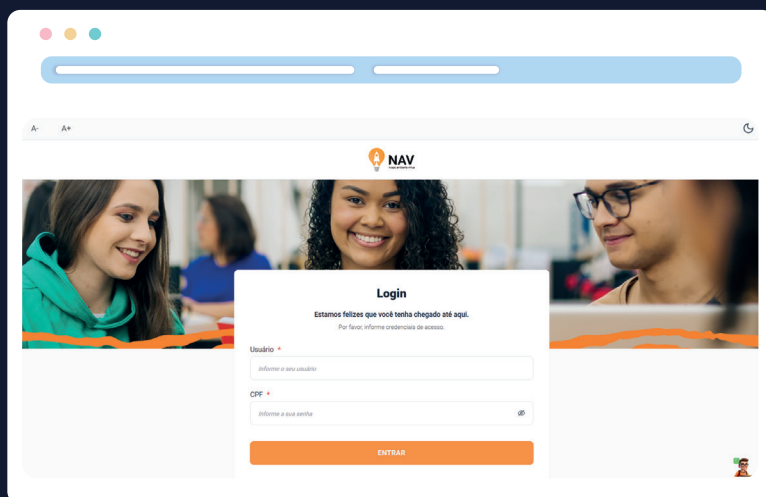 A-
A+
NAV
Login
Estamos felizes que você tenha chegado até aqui.
Por favor, informe credenciais de acesso.
Usuário *
Informe o seu usuário
CPF *
Informe a sua senha
ENTRAR